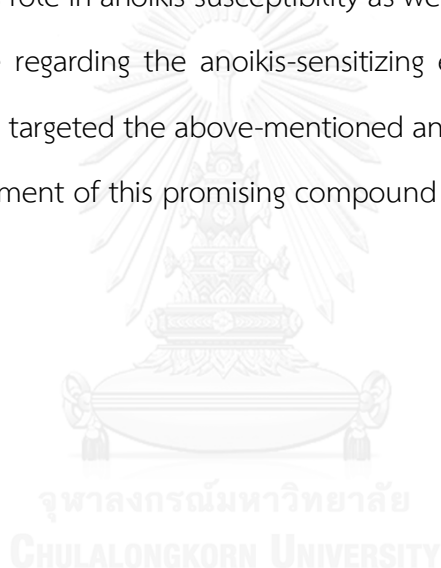 role in anoikis susceptibility as we
regarding the anoikis-sensitizing
targeted the above-mentioned an
ment of this promising compound
จุฬาลงกรณ์มหาวิทยาลัย
CHULALONGKORN UNIVERSITY